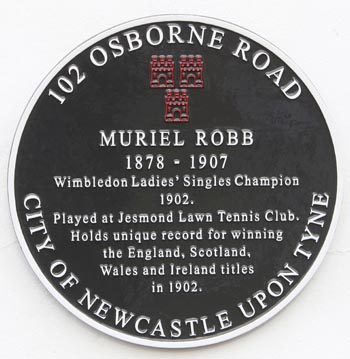 102 OSBORNE ROAD
MURIEL ROBB
1878 - 1907
Wimbledon Ladies' Singles Champion
1902.
Played at Jesmond Lawn Tennis Club.
Holds unique record for winning
the England, Scotland,
Wales and Ireland titles
in 1902.
CITY OF NEWCASTLE UPON TYNE